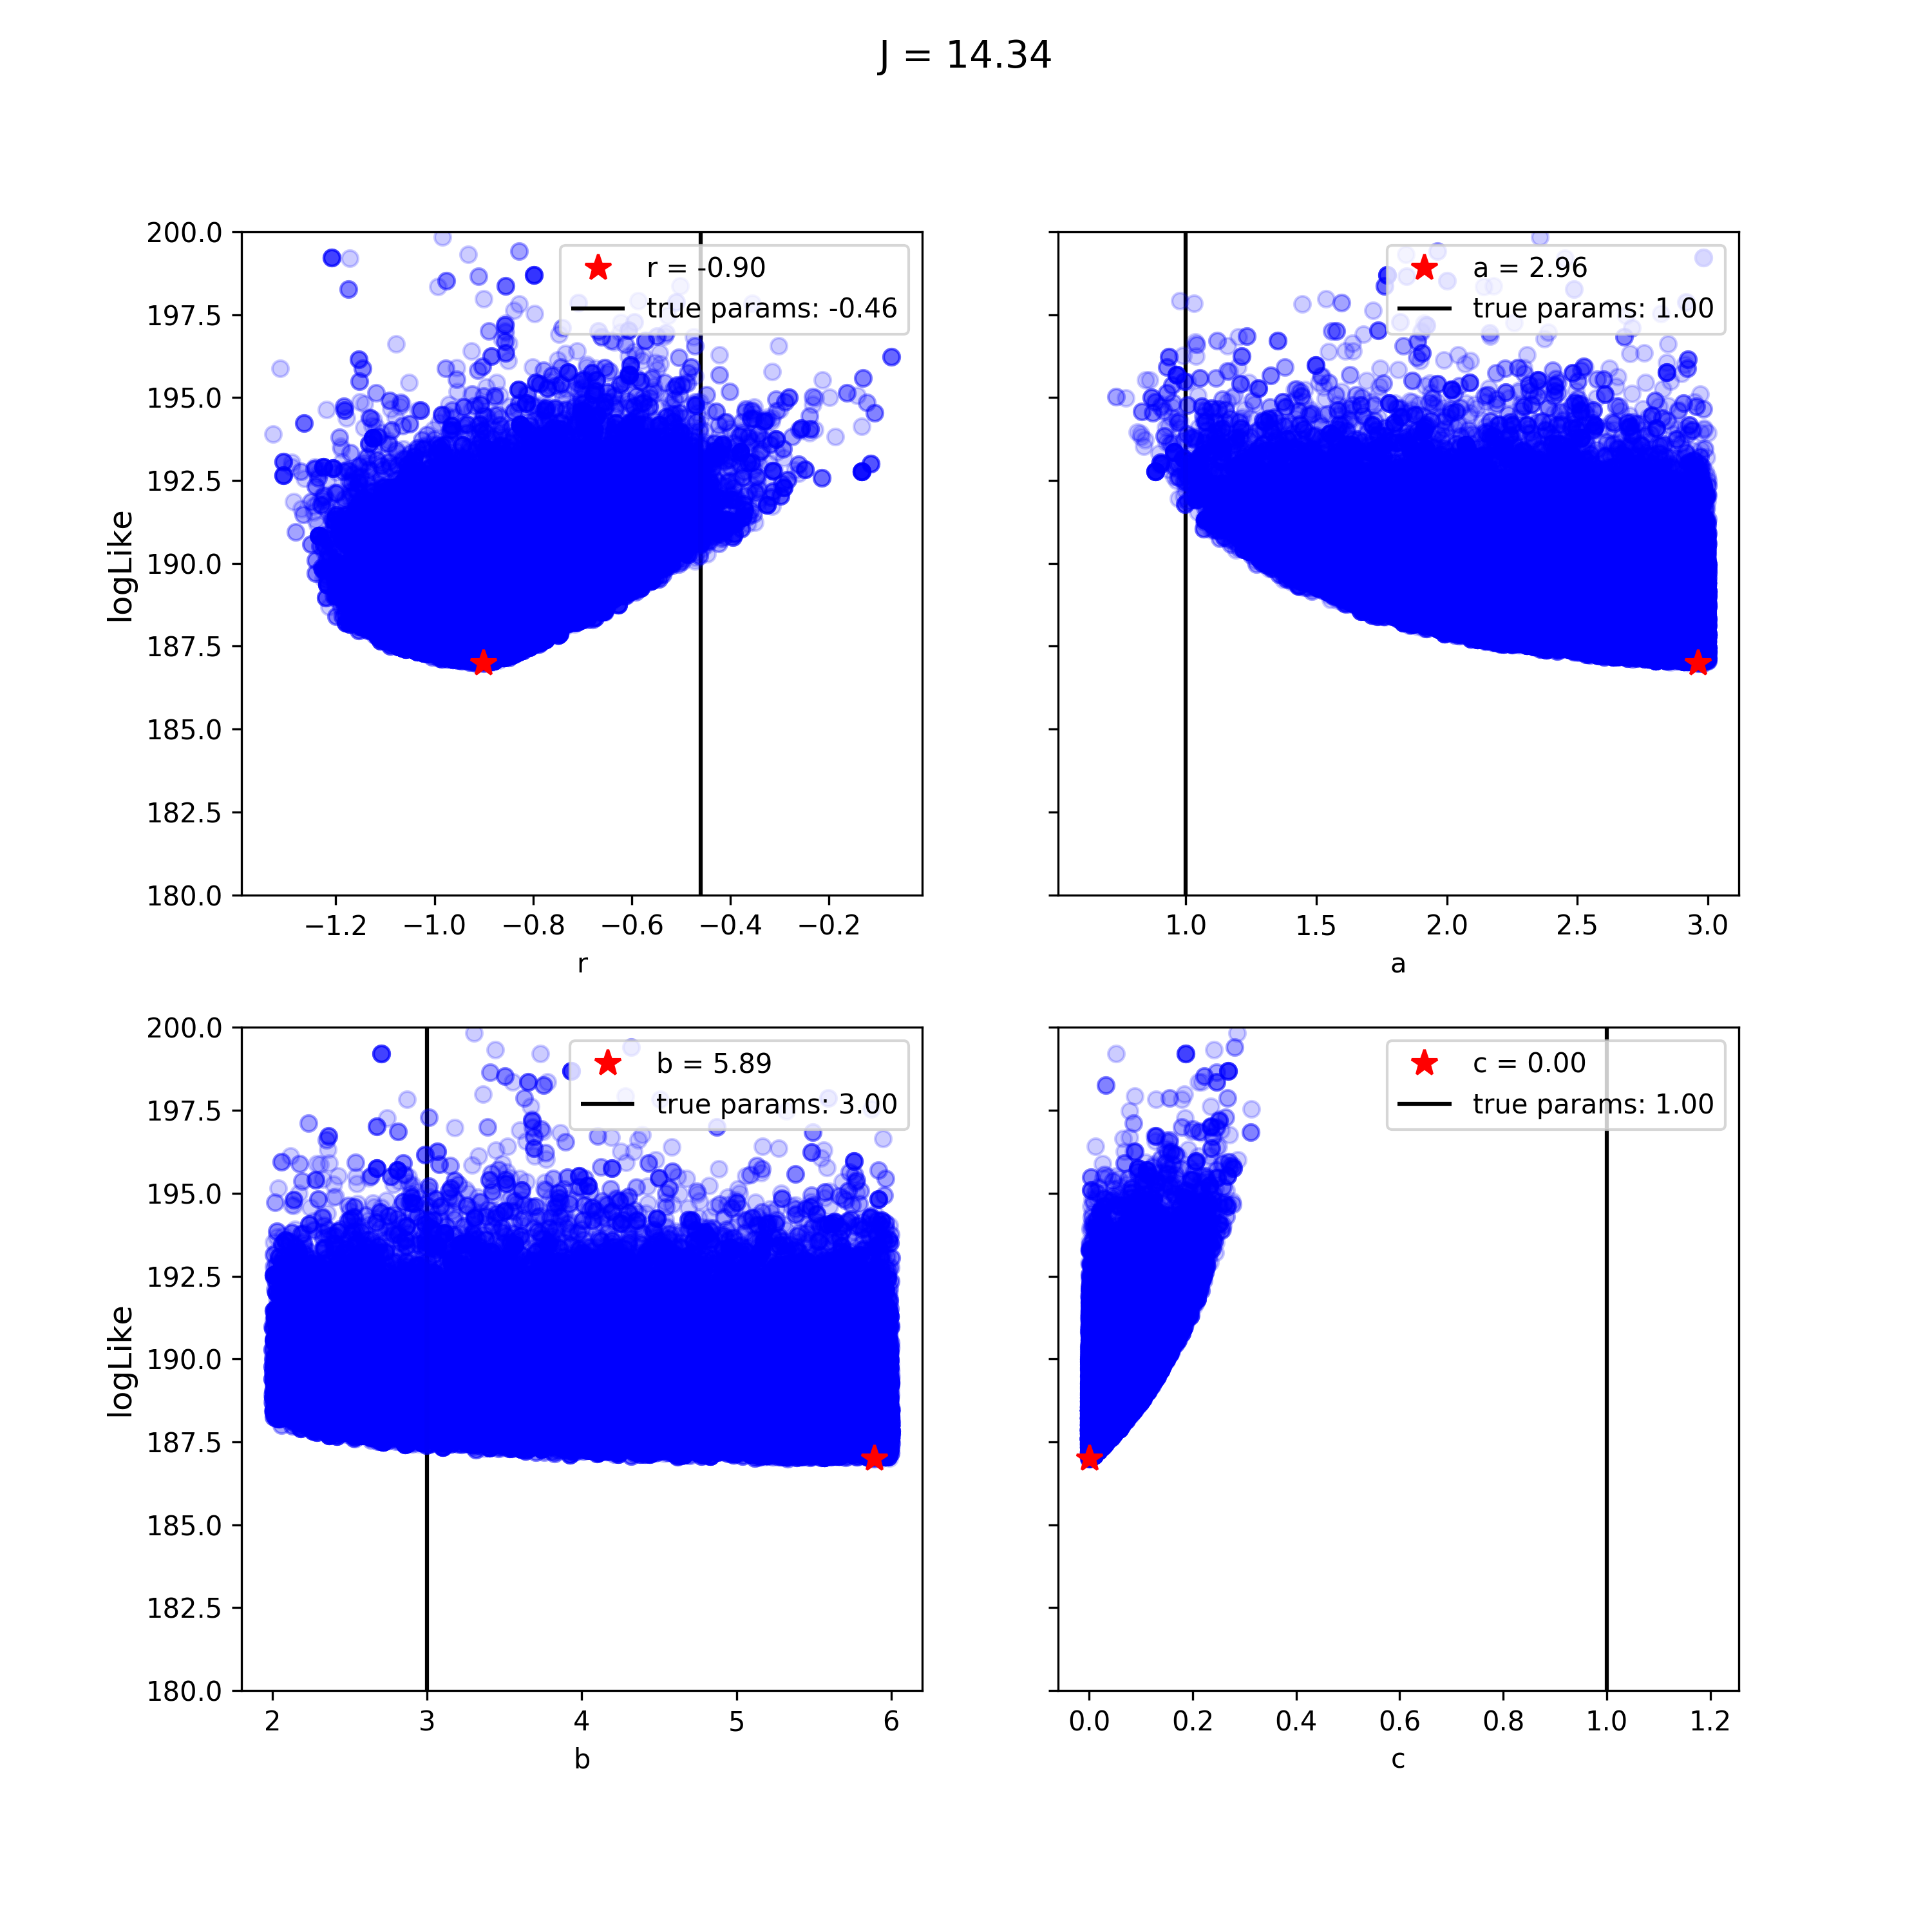 J = 14.34
200.0
197.5
195.0
192.5
190.0
187.5
185.0
182.5
180.0
logLike
r = -0.90
true params: -0.46
−1.2 −1.0 −0.8 −0.6 −0.4 −0.2
r
a = 2.96
true params: 1.00
1.0 1.5 2.0 2.5 3.0
a
200.0
197.5
195.0
192.5
190.0
187.5
185.0
182.5
180.0
logLike
b = 5.89
true params: 3.00
2 3 4 5 6
b
c = 0.00
true params: 1.00
0.0 0.2 0.4 0.6 0.8 1.0 1.2
c